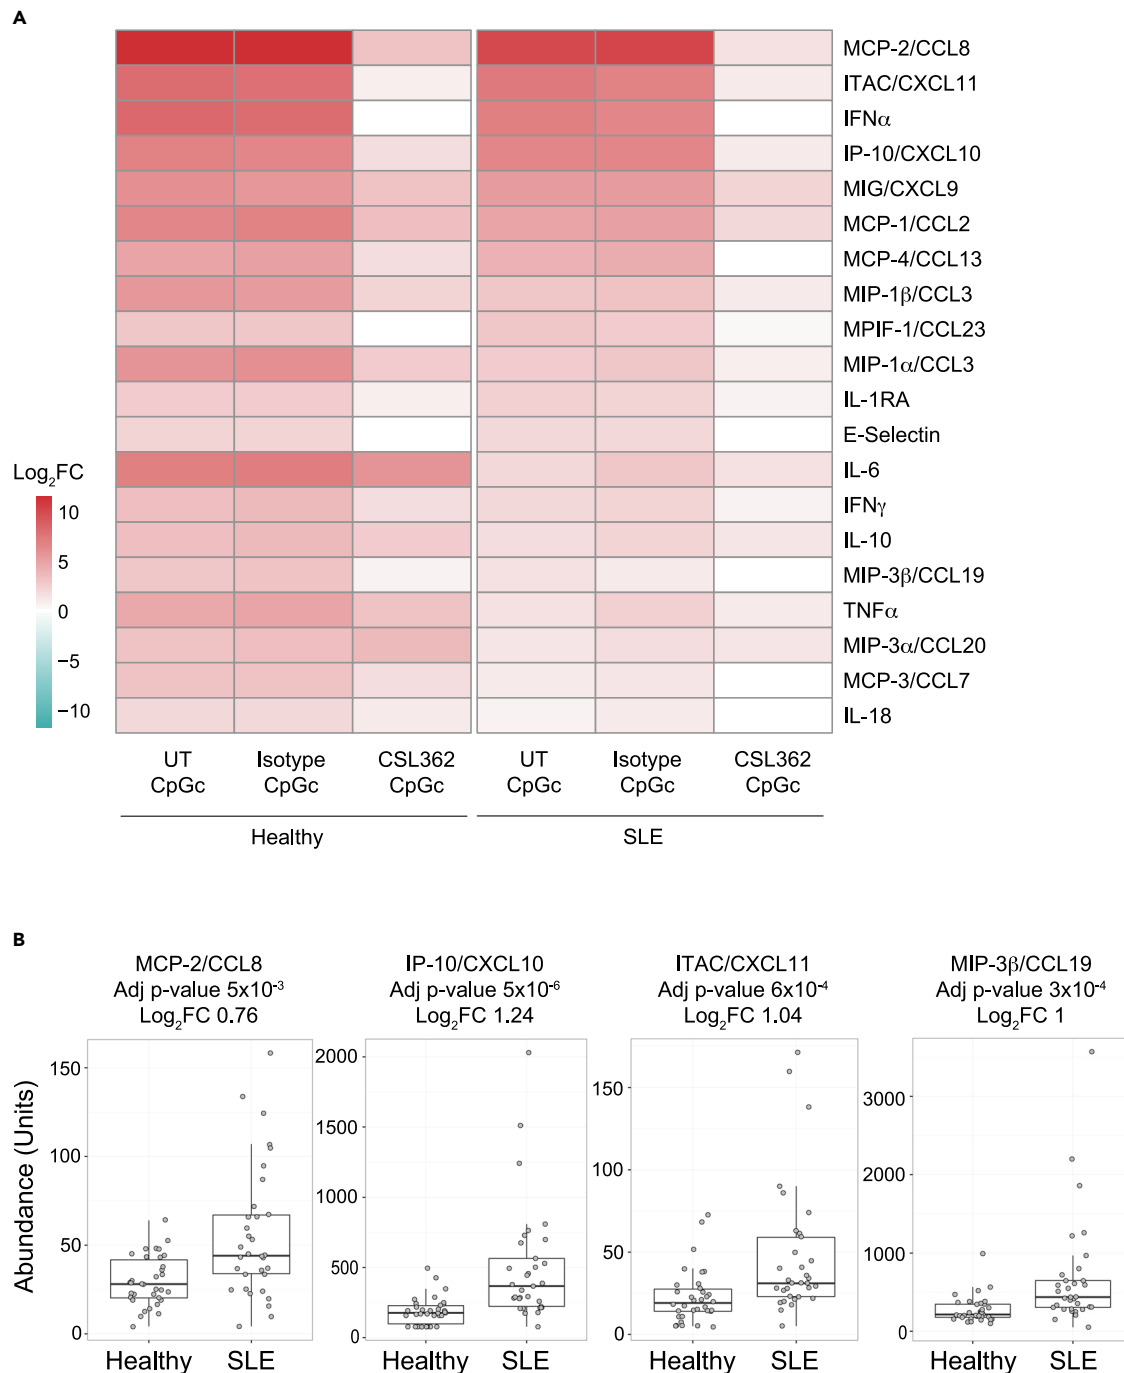 A
MCP-2/CCL8
ITAC/CXCL11
IFNα
IP-10/CXCL10
MIG/CXCL9
MCP-1/CCL2
MCP-4/CCL13
MIP-1β/CCL3
MPIF-1/CCL23
MIP-1α/CCL3
IL-1RA
E-Selectin
IL-6
IFNγ
IL-10
MIP-3β/CCL19
TNFα
MIP-3α/CCL20
MCP-3/CCL7
IL-18
Log₂FC
10
5
0
−5
−10
UT Isotype CSL362 UT Isotype CSL362
CpGc CpGc CpGc CpGc CpGc CpGc
Healthy SLE
B
MCP-2/CCL8 IP-10/CXCL10 ITAC/CXCL11 MIP-3β/CCL19
Adj p-value 5x10⁻³ Adj p-value 5x10⁻⁶ Adj p-value 6x10⁻⁴ Adj p-value 3x10⁻⁴
Log₂FC 0.76 Log₂FC 1.24 Log₂FC 1.04 Log₂FC 1
Abundance (Units)
150
100
50
0
2000
1500
1000
500
0
150
100
50
0
3000
2000
1000
0
Healthy SLE Healthy SLE Healthy SLE Healthy SLE